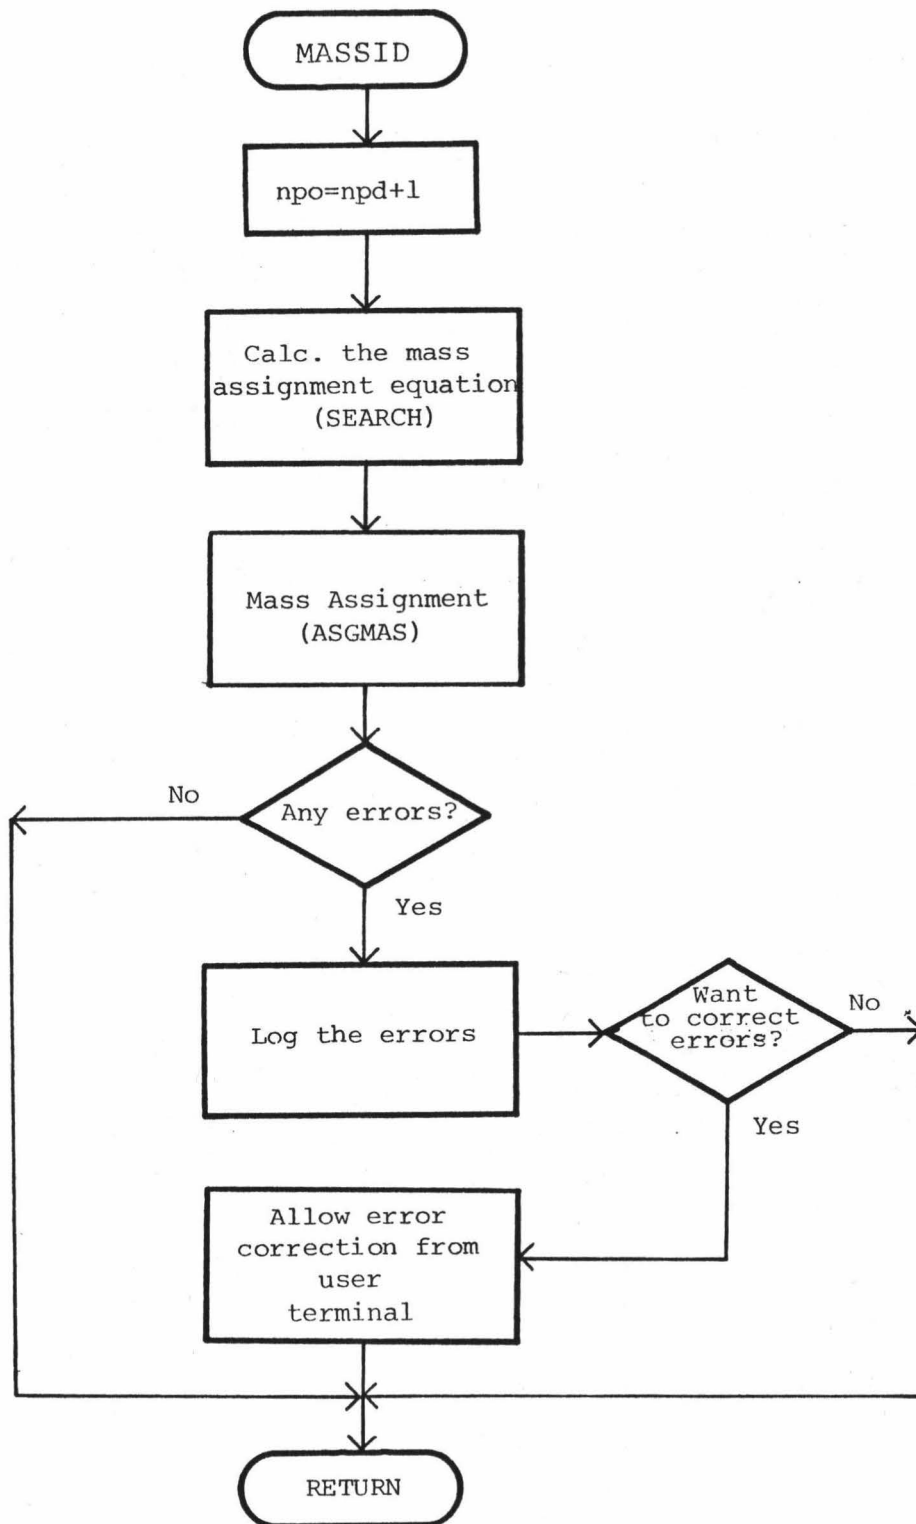 MASSID
npo=npd+1
Calc. the mass
assignment equation
(SEARCH)
Mass Assignment
(ASGMAS)
No
Any errors?
Yes
Log the errors
Want
to correct
errors?
No
Yes
Allow error
correction from
user
terminal
RETURN